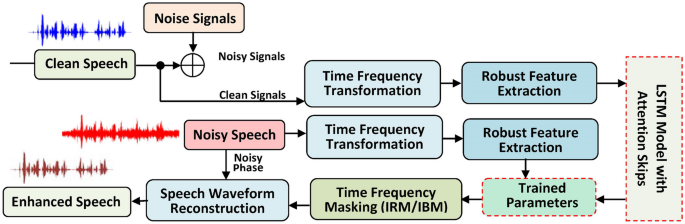 Noise Signals
Clean Speech
Noisy Signals
Clean Signals
Time Frequency
Transformation
Robust Feature
Extraction
LSTM Model with
Attention Skips
Noisy Speech
Time Frequency
Transformation
Robust Feature
Extraction
Noisy
Phase
Enhanced Speech
Speech Waveform
Reconstruction
Time Frequency
Masking (IRM/IBM)
Trained
Parameters